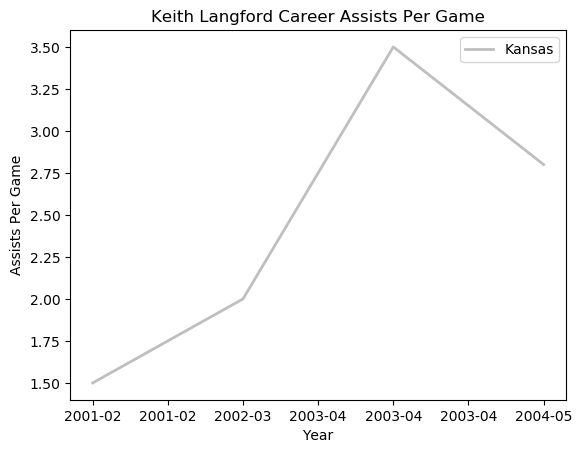 Keith Langford Career Assists Per Game
Kansas
3.50
3.25
3.00
2.75
2.50
2.25
2.00
1.75
1.50
Assists Per Game
2001-02 2001-02 2002-03 2003-04 2003-04 2003-04 2004-05
Year